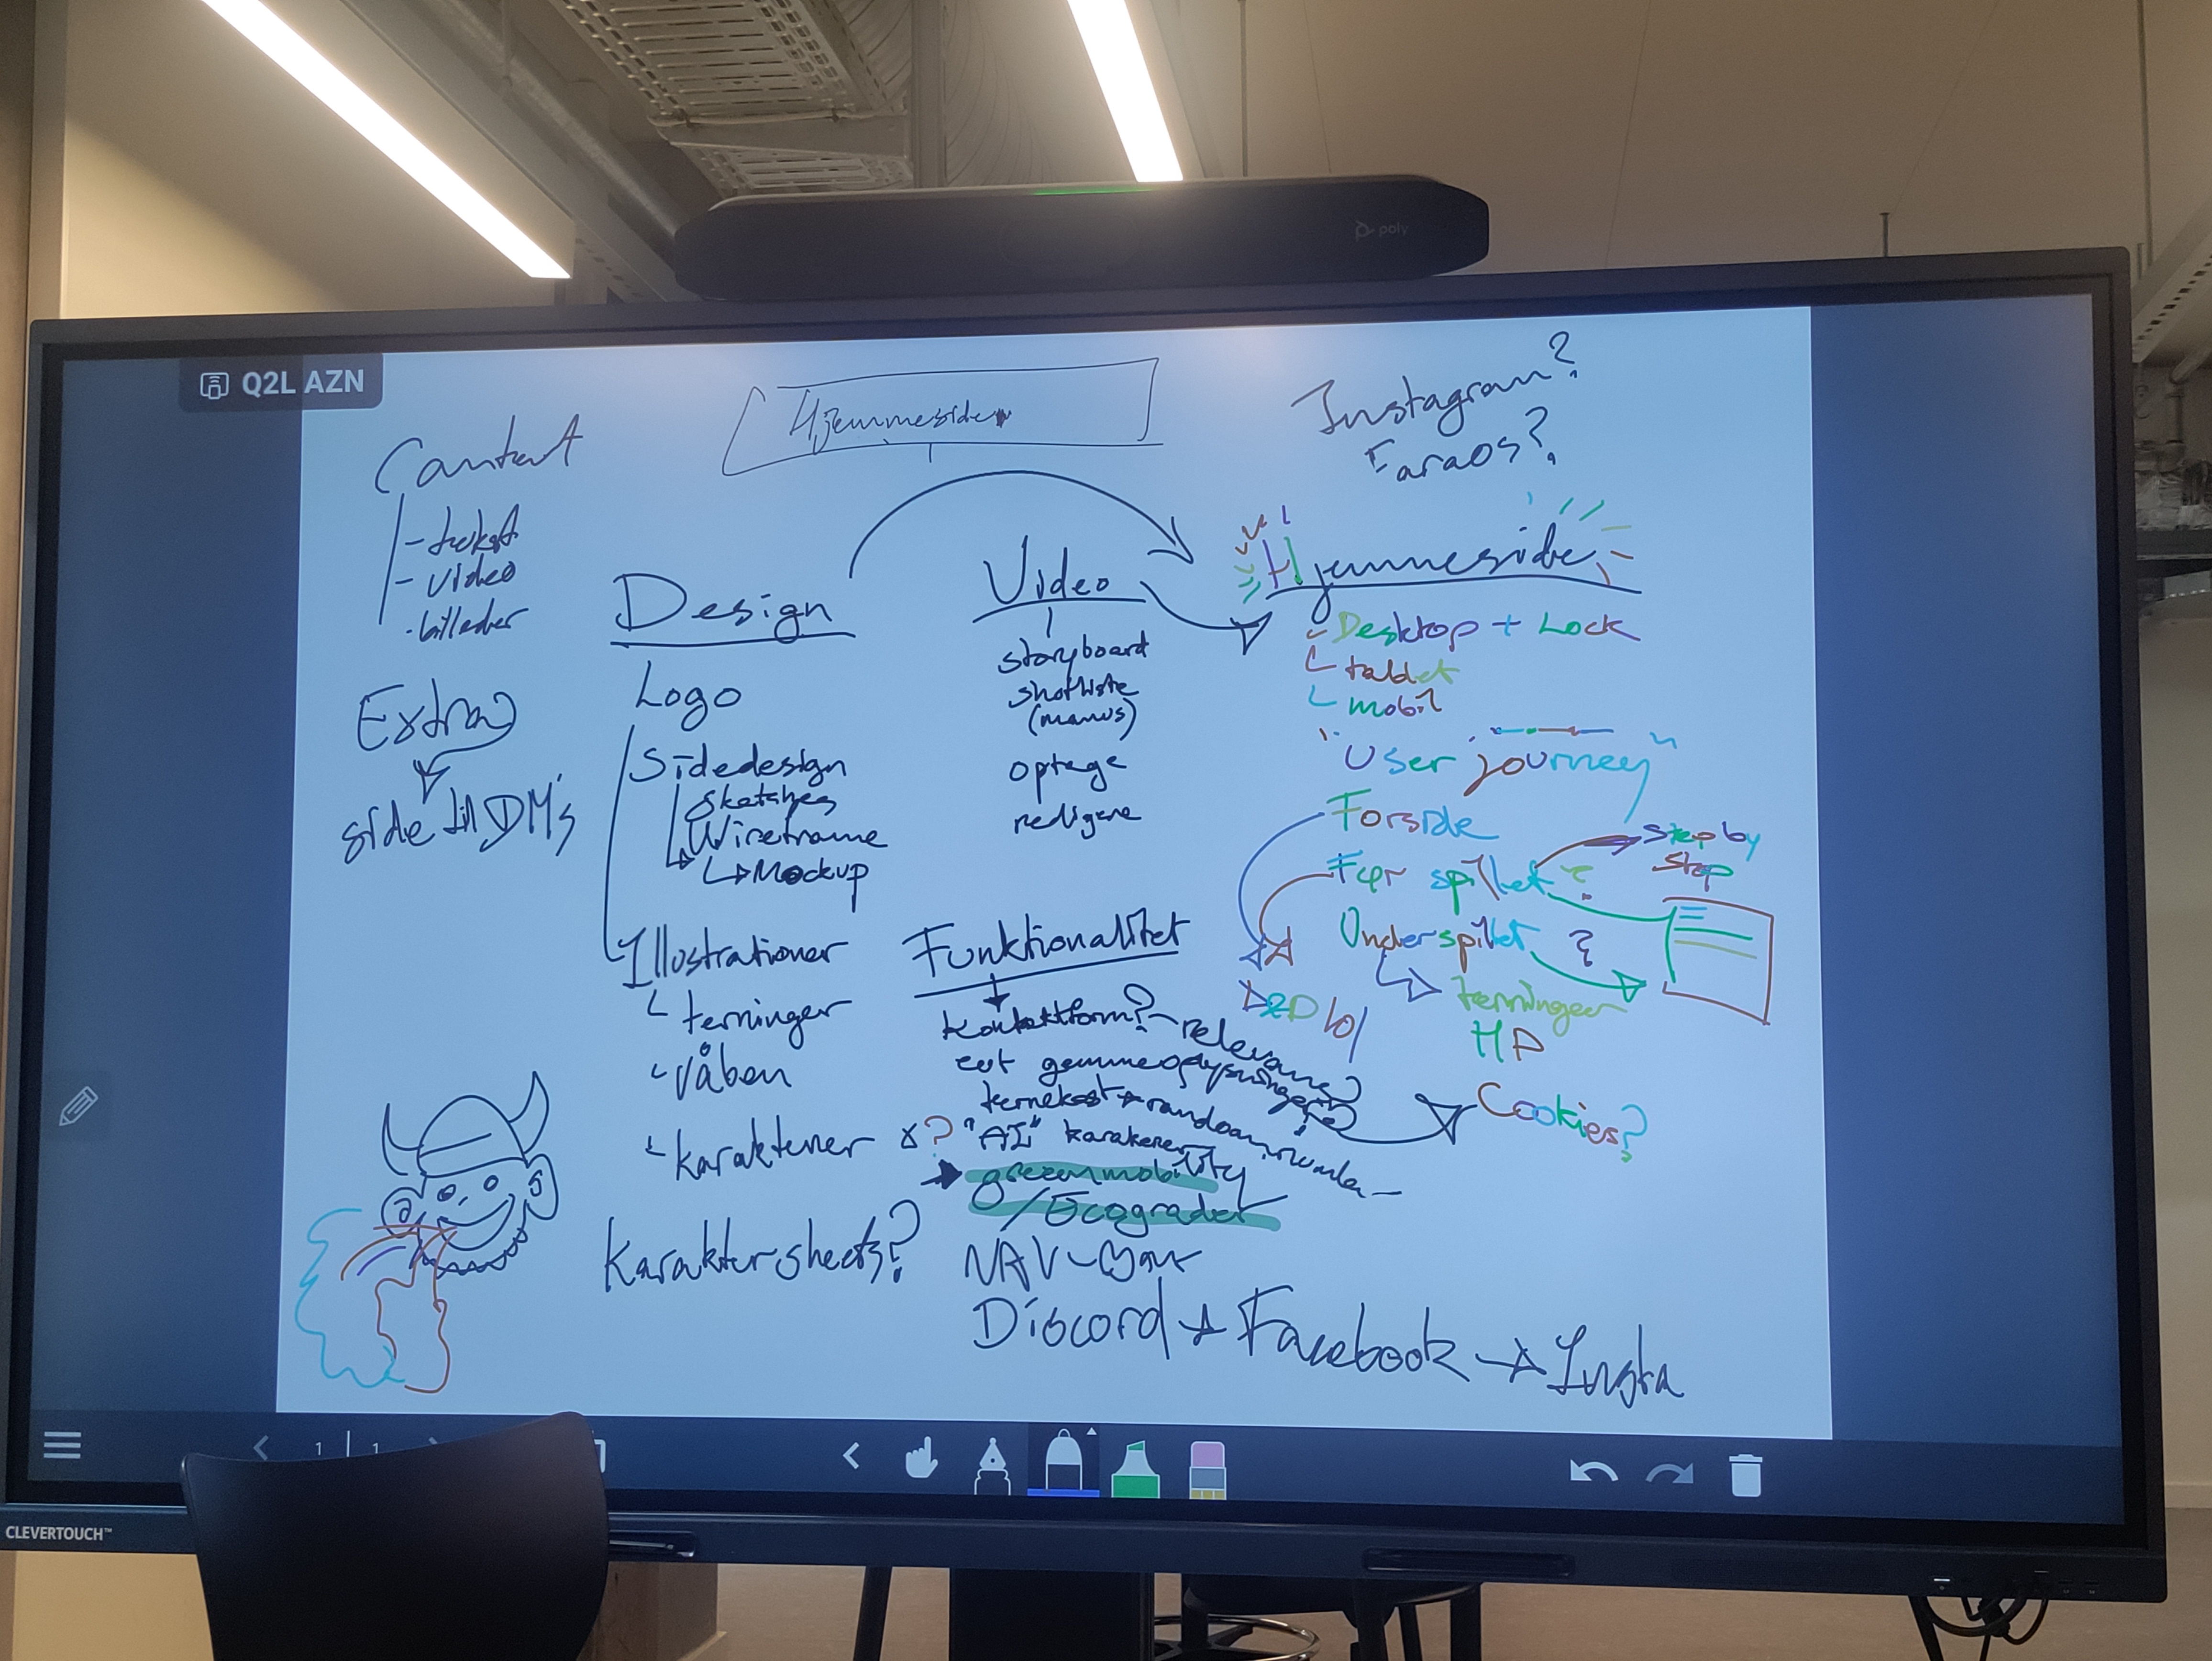 poly
Q2L AZN
Hjemmeside
Instagram?
Faraos?
Content
- tekst
- video
- billeder
Extra
side til DM's
Design
Logo
Sidedesign
Sketches
Wireframe
Mockup
Illustrationer
terninger
våben
karakterer x?
Karaktersheets?
Video
storyboard
shotliste
(manus)
optage
redigere
Funktionalitet
Kontaktform? - relevans?
evt gemme oplysninger?
"AI" karakterer
greenmobility
/Ecograder
NAV-Bar
Discord → Facebook → Insta
Hjemmeside
Desktop + Lock
tablet
mobil
"User journey"
Forside
Før spillet ?
step by
step
Under spillet ?
terninger
HP
D&D lol
Cookies?
1 | 1
CLEVERTOUCH™